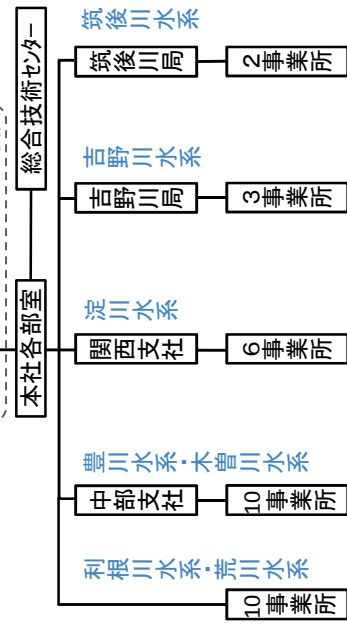 本社各部室
総合技術センター
利根川水系・荒川水系
10事業所
豊川水系・木曽川水系
中部支社
10事業所
淀川水系
関西支社
6事業所
吉野川水系
吉野川局
3事業所
筑後川水系
筑後川局
2事業所